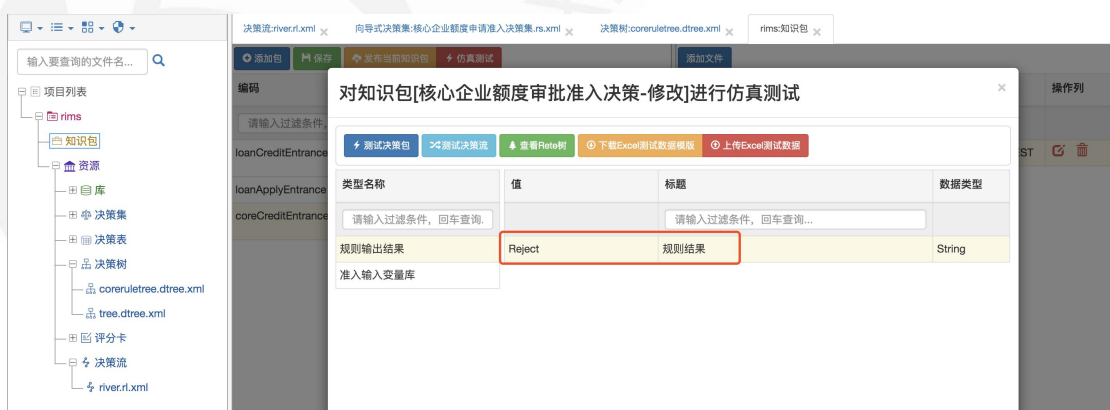 决策流:river.rl.xml
向导式决策集:核心企业额度申请准入决策集.rs.xml
决策树:coreruletree.dtree.xml
rims:知识包
输入要查询的文件名...
项目列表
rims
知识包
资源
库
决策集
决策表
决策树
coreruletree.dtree.xml
tree.dtree.xml
评分卡
决策流
river.rl.xml
添加包 保存 发布当前知识包 仿真测试
添加文件
编码
操作列
请输入过滤条件,
loanCreditEntrance
EST
loanApplyEntrance
coreCreditEntrance
对知识包[核心企业额度审批准入决策-修改]进行仿真测试
测试决策包 测试决策流 查看Rete树 下载Excel测试数据模版 上传Excel测试数据
类型名称 值 标题 数据类型
请输入过滤条件，回车查询. 请输入过滤条件，回车查询...
规则输出结果 Reject 规则结果 String
准入输入变量库